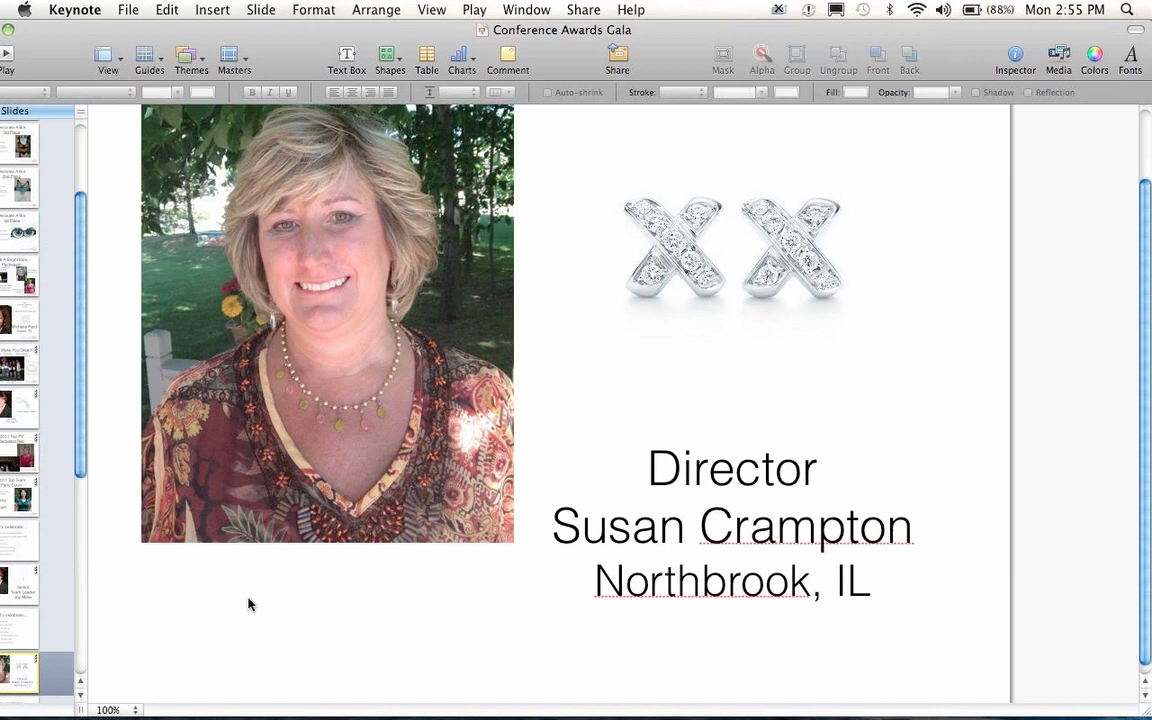 Keynote File Edit Insert Slide Format Arrange View Play Window Share Help (88%) Mon 2:55 PM
Conference Awards Gala
Play View Guides Themes Masters Text Box Shapes Table Charts Comment Share Mask Alpha Group Ungroup Front Back Inspector Media Colors Fonts
B I U Auto-shrink Stroke: Fill: Opacity: Shadow Reflection
Slides
Director
Susan Crampton
Northbrook, IL
100%